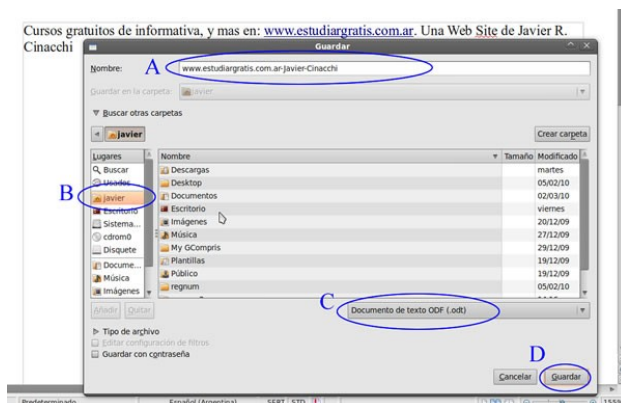 Cursos gratuitos de informativa, y mas en: www.estudiargratis.com.ar. Una Web Site de Javier R.
Cinacchi
Guardar
Nombre: A www.estudiargratis.com.ar-Javier-Cinacchi
Guardar en la carpeta: javier
Buscar otras carpetas
javier Crear carpeta
Lugares Nombre Tamaño Modificado
Buscar Descargas martes
Usados Desktop 05/02/10
B javier Documentos 02/03/10
Escritorio Escritorio viernes
Sistema... Imágenes 20/12/09
cdrom0 Música 27/12/09
Disquete My GCompris 29/12/09
Docume... Plantillas 19/12/09
Música Público 19/12/09
Imágenes regnum 05/02/10
Añadir Quitar C Documento de texto ODF (.odt)
Tipo de archivo
Editar configuración de filtros
Guardar con contraseña
D
Cancelar Guardar
Predeterminado Español (Argentina) SERT STD 155%